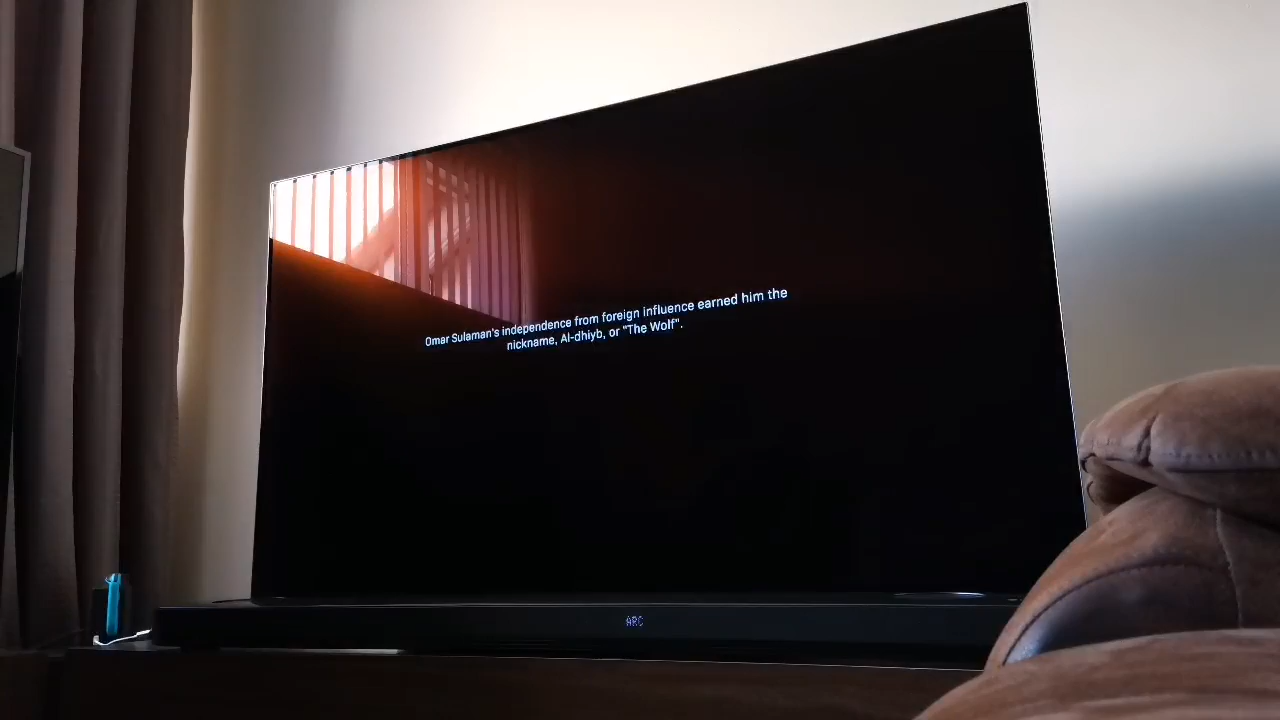 Omar Sulaman's independence from foreign influence earned him the
nickname, Al-dhiyb, or "The Wolf".
ARC